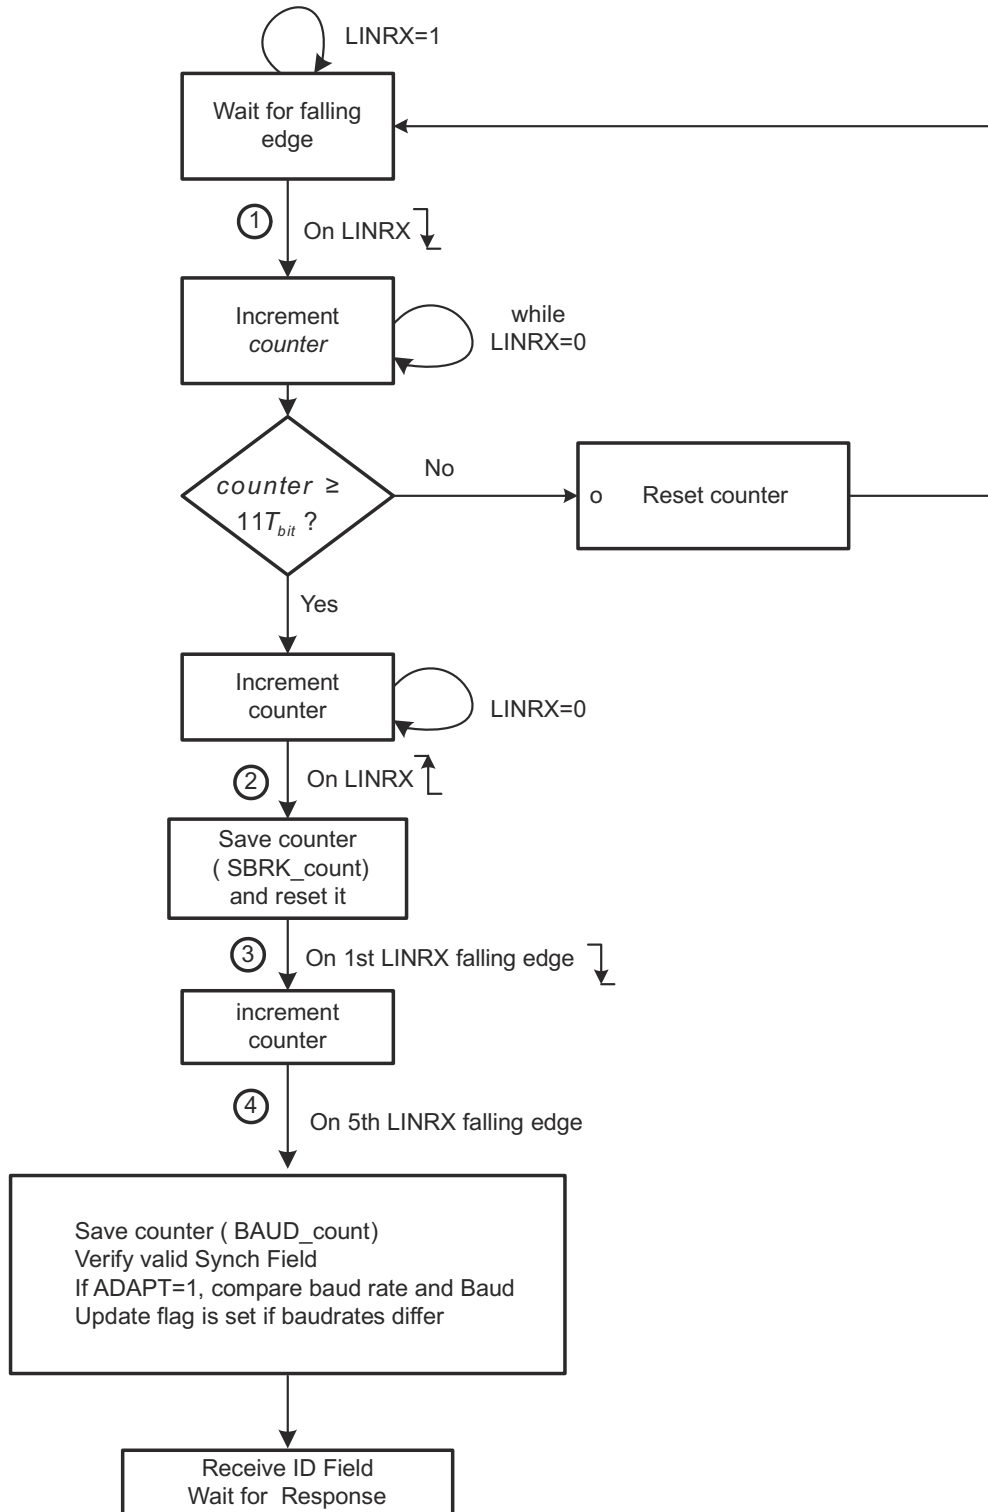 LINRX=1
Wait for falling
edge
1
On LINRX
Increment
counter
while
LINRX=0
counter ≥
11Tbit ?
No
o Reset counter
Yes
Increment
counter
LINRX=0
2
On LINRX
Save counter
( SBRK_count)
and reset it
3
On 1st LINRX falling edge
increment
counter
4
On 5th LINRX falling edge
Save counter ( BAUD_count)
Verify valid Synch Field
If ADAPT=1, compare baud rate and Baud
Update flag is set if baudrates differ
Receive ID Field
Wait for Response